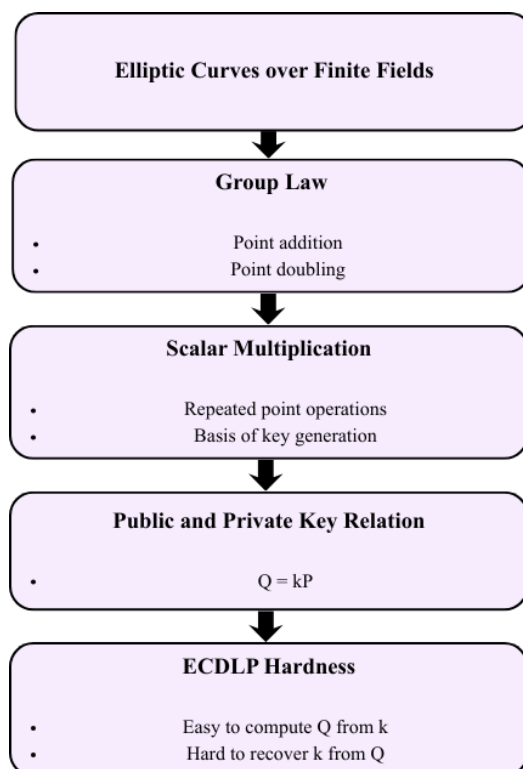 Elliptic Curves over Finite Fields
Group Law
• Point addition
• Point doubling
Scalar Multiplication
• Repeated point operations
• Basis of key generation
Public and Private Key Relation
• Q = kP
ECDLP Hardness
• Easy to compute Q from k
• Hard to recover k from Q